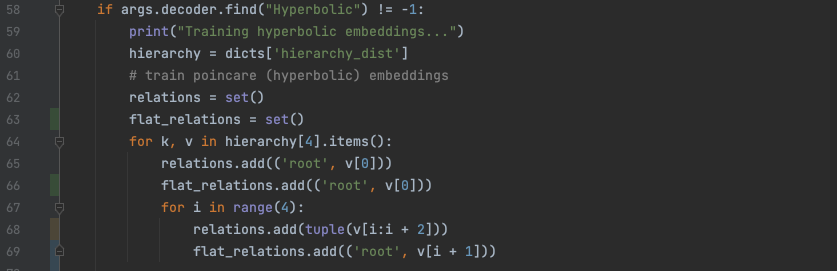 58 if args.decoder.find("Hyperbolic") != -1:
59 print("Training hyperbolic embeddings...")
60 hierarchy = dicts['hierarchy_dist']
61 # train poincare (hyperbolic) embeddings
62 relations = set()
63 flat_relations = set()
64 for k, v in hierarchy[4].items():
65 relations.add(('root', v[0]))
66 flat_relations.add(('root', v[0]))
67 for i in range(4):
68 relations.add(tuple(v[i:i + 2]))
69 flat_relations.add(('root', v[i + 1]))